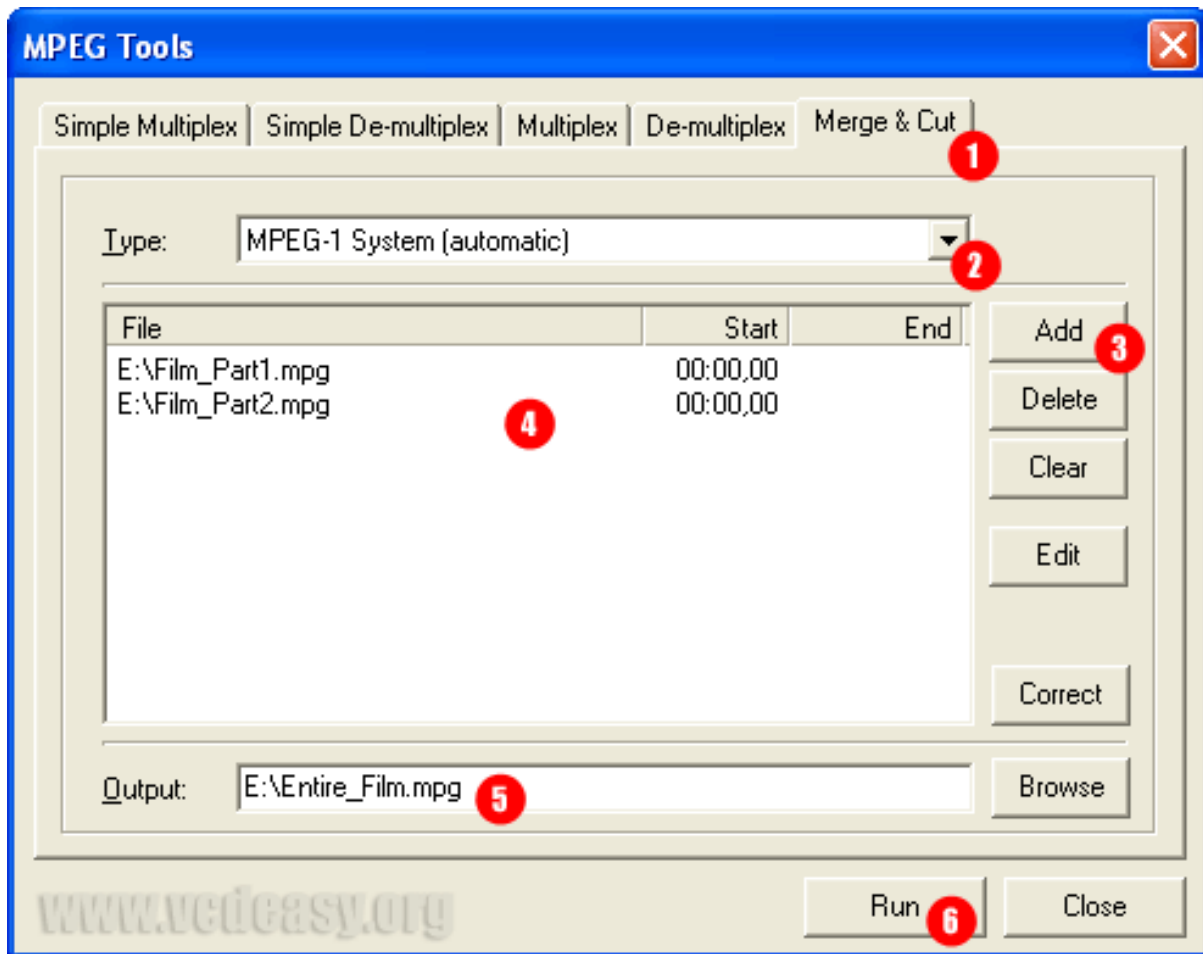 MPEG Tools
Simple Multiplex Simple De-multiplex Multiplex De-multiplex Merge & Cut
1
Type: MPEG-1 System (automatic)
2
File Start End
Add
3
E:\Film_Part1.mpg 00:00,00
E:\Film_Part2.mpg 00:00,00
Delete
4
Clear
Edit
Correct
Output: E:\Entire_Film.mpg
5
Browse
www.vcdeasy.org
Run
6
Close